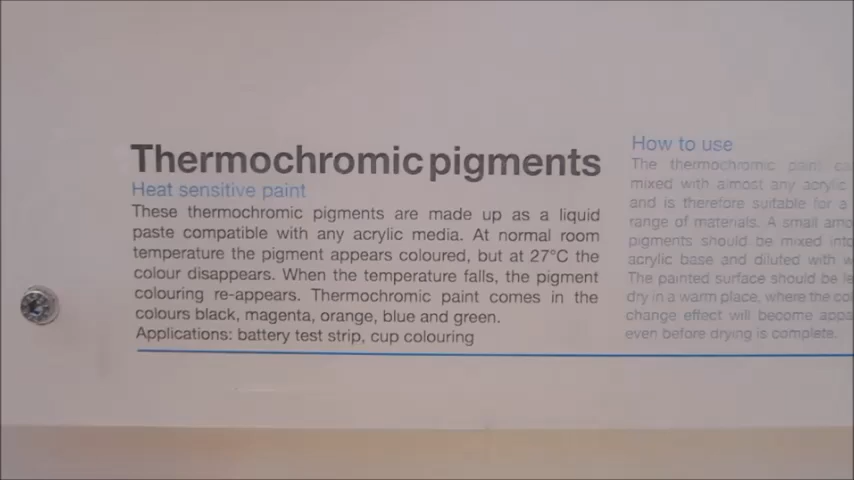 Thermochromic pigments
Heat sensitive paint
These thermochromic pigments are made up as a liquid
paste compatible with any acrylic media. At normal room
temperature the pigment appears coloured, but at 27°C the
colour disappears. When the temperature falls, the pigment
colouring re-appears. Thermochromic paint comes in the
colours black, magenta, orange, blue and green.
Applications: battery test strip, cup colouring
How to use
The thermochromic paint
mixed with almost any acrylic
and is therefore suitable for a
range of materials. A small
pigments should be mixed
acrylic base and diluted with
The painted surface should be
dry in a warm place, where the
change effect will become
even before drying is complete.